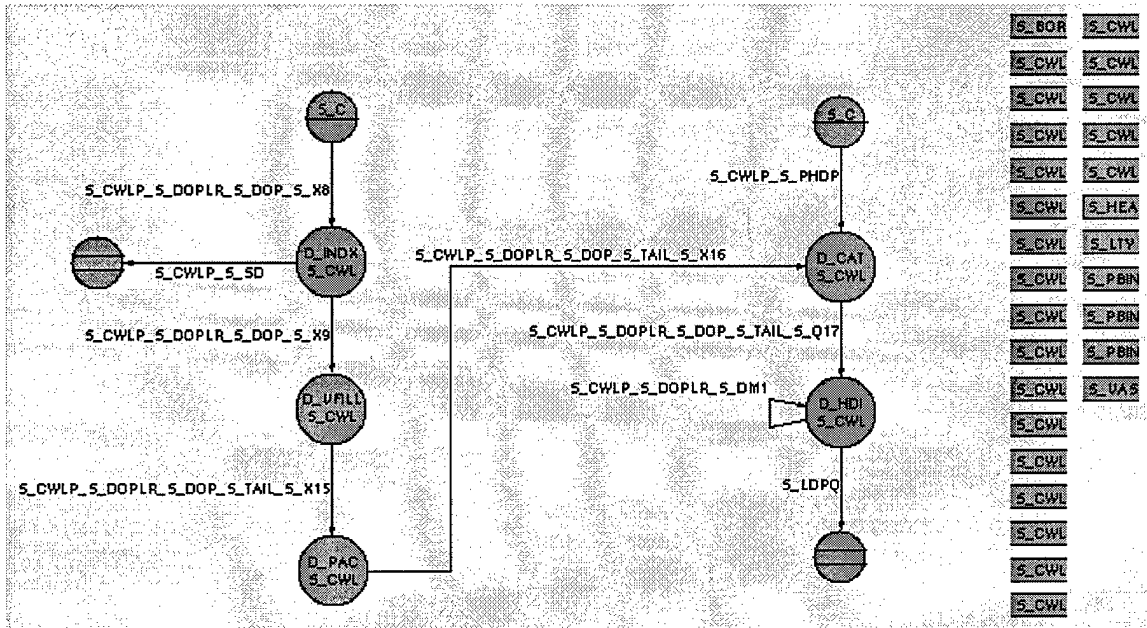 S_BOR S_CWL
S_CWL S_CWL
S_CWL S_CWL
S_CWL S_CWL
S_CWL S_CWL
S_CWL S_HEA
S_CWL S_LTV
S_CWL S_PBIN
S_CWL S_PBIN
S_CWL S_PBIN
S_CWL S_UAS
S_CWL
S_CWL
S_CWL
S_CWL
S_CWL
S_CWL
S_C
S_CWLP_S_DOPLR_S_DOP_S_X8
D_INDX
S_CWL
S_CWLP_S_SD
S_CWLP_S_DOPLR_S_DOP_S_X9
D_VFILL
S_CWL
S_CWLP_S_DOPLR_S_DOP_S_TAIL_S_X15
D_PAC
S_CWL
S_CWLP_S_DOPLR_S_DOP_S_TAIL_S_X16
S_C
S_CWLP_S_PHDP
D_CAT
S_CWL
S_CWLP_S_DOPLR_S_DOP_S_TAIL_S_Q17
S_CWLP_S_DOPLR_S_DM1
D_HDI
S_CWL
S_LDPQ